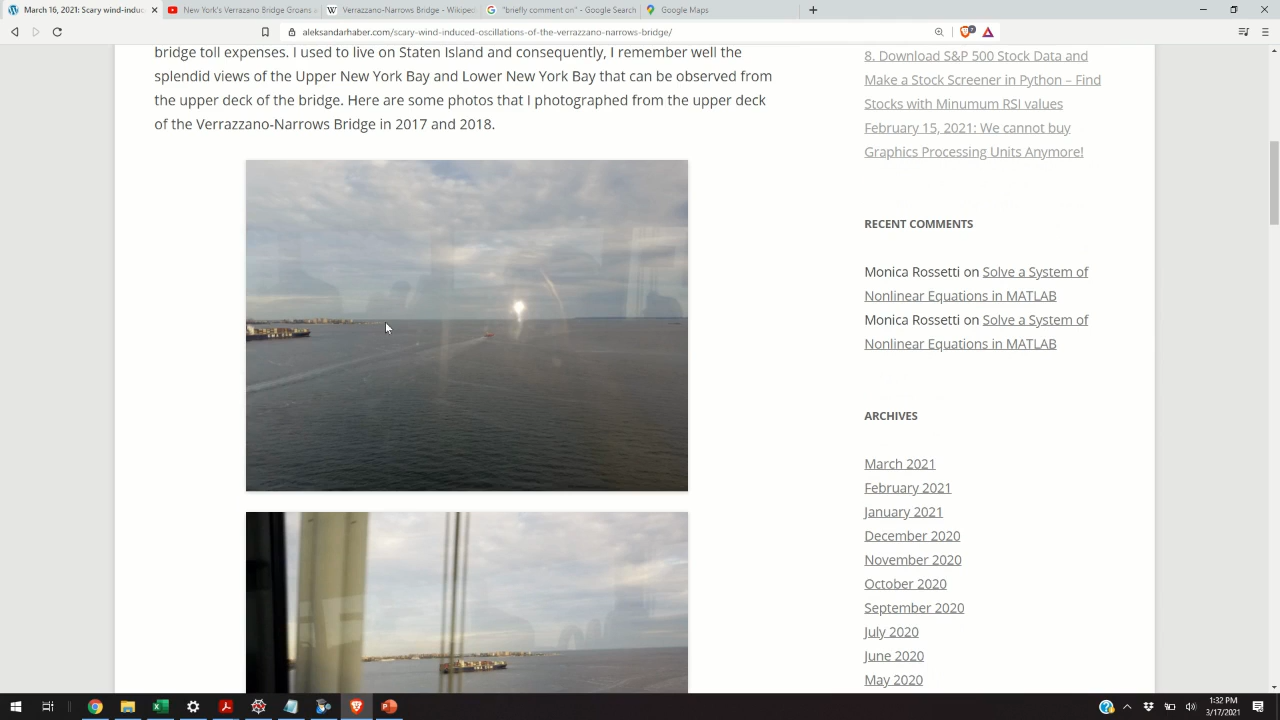 March 16, 2021: Scary Wind-Ind
New York's Verrazano Bridge Groans
Verrazzano-Narrows Bridge - Wikiped
"briefly comment on" - Google Search
Google Maps
aleksandarhaber.com/scary-wind-induced-oscillations-of-the-verrazzano-narrows-bridge/
bridge toll expenses. I used to live on Staten Island and consequently, I remember well the
splendid views of the Upper New York Bay and Lower New York Bay that can be observed from
the upper deck of the bridge. Here are some photos that I photographed from the upper deck
of the Verrazzano-Narrows Bridge in 2017 and 2018.
8. Download S&P 500 Stock Data and
Make a Stock Screener in Python – Find
Stocks with Minumum RSI values
February 15, 2021: We cannot buy
Graphics Processing Units Anymore!
RECENT COMMENTS
Monica Rossetti on Solve a System of
Nonlinear Equations in MATLAB
Monica Rossetti on Solve a System of
Nonlinear Equations in MATLAB
ARCHIVES
March 2021
February 2021
January 2021
December 2020
November 2020
October 2020
September 2020
July 2020
June 2020
May 2020
1:32 PM
3/17/2021